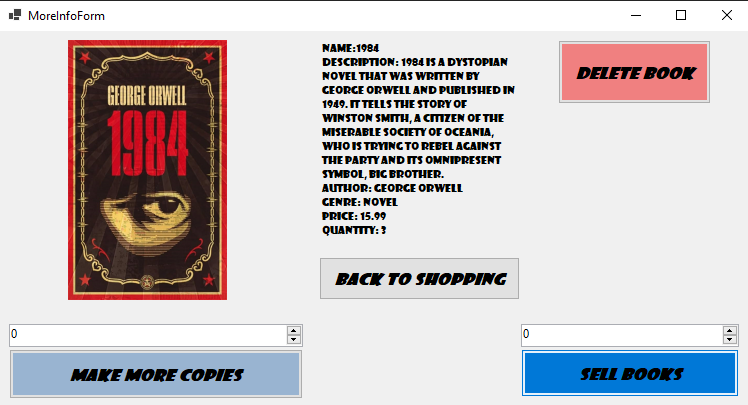 MoreInfoForm
GEORGE ORWELL
1984
NAME:1984
DESCRIPTION: 1984 IS A DYSTOPIAN
NOVEL THAT WAS WRITTEN BY
GEORGE ORWELL AND PUBLISHED IN
1949. IT TELLS THE STORY OF
WINSTON SMITH, A CITIZEN OF THE
MISERABLE SOCIETY OF OCEANIA,
WHO IS TRYING TO REBEL AGAINST
THE PARTY AND ITS OMNIPRESENT
SYMBOL, BIG BROTHER.
AUTHOR: GEORGE ORWELL
GENRE: NOVEL
PRICE: 15.99
QUANTITY: 3
DELETE BOOK
BACK TO SHOPPING
0
MAKE MORE COPIES
0
SELL BOOKS